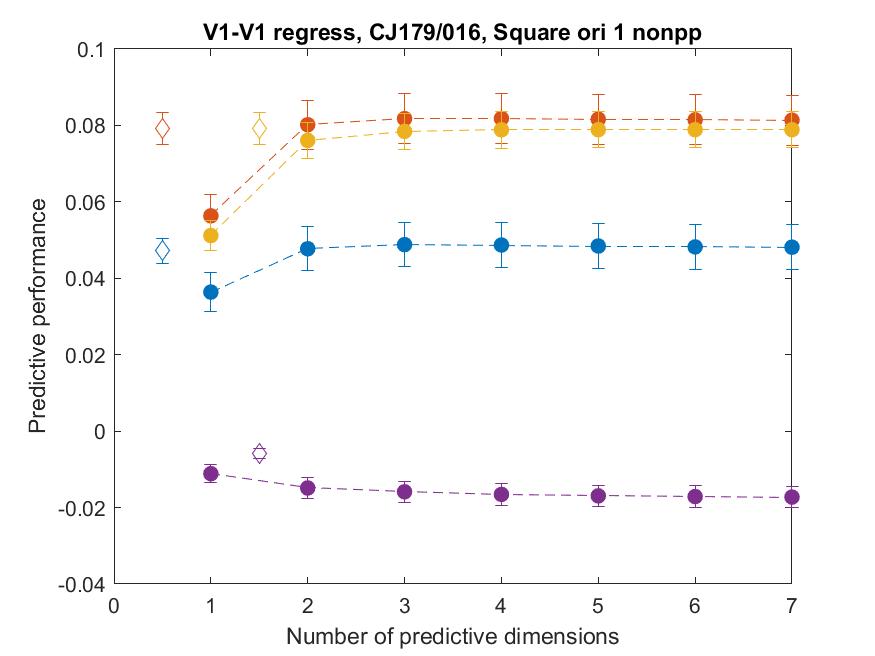 V1-V1 regress, CJ179/016, Square ori 1 nonpp
0.1
0.08
0.06
0.04
0.02
0
-0.02
-0.04
Predictive performance
0 1 2 3 4 5 6 7
Number of predictive dimensions